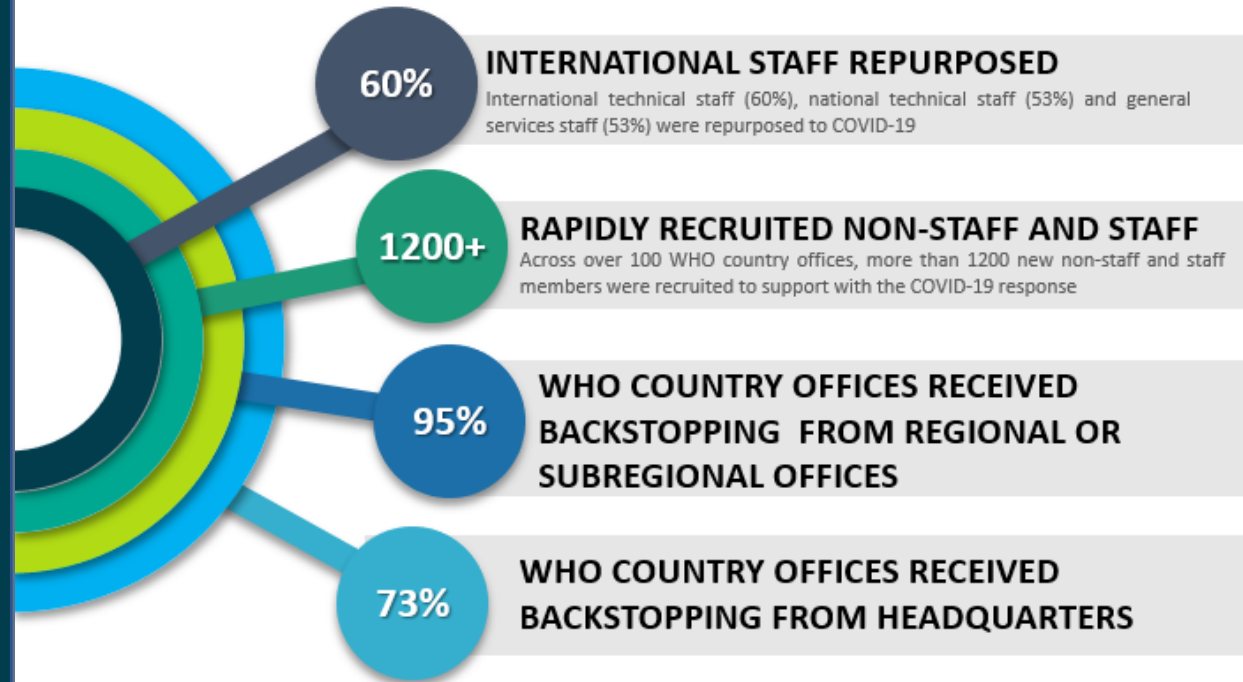 60%
INTERNATIONAL STAFF REPURPOSED
International technical staff (60%), national technical staff (53%) and general
services staff (53%) were repurposed to COVID-19
1200+
RAPIDLY RECRUITED NON-STAFF AND STAFF
Across over 100 WHO country offices, more than 1200 new non-staff and staff
members were recruited to support with the COVID-19 response
95%
WHO COUNTRY OFFICES RECEIVED
BACKSTOPPING FROM REGIONAL OR
SUBREGIONAL OFFICES
73%
WHO COUNTRY OFFICES RECEIVED
BACKSTOPPING FROM HEADQUARTERS